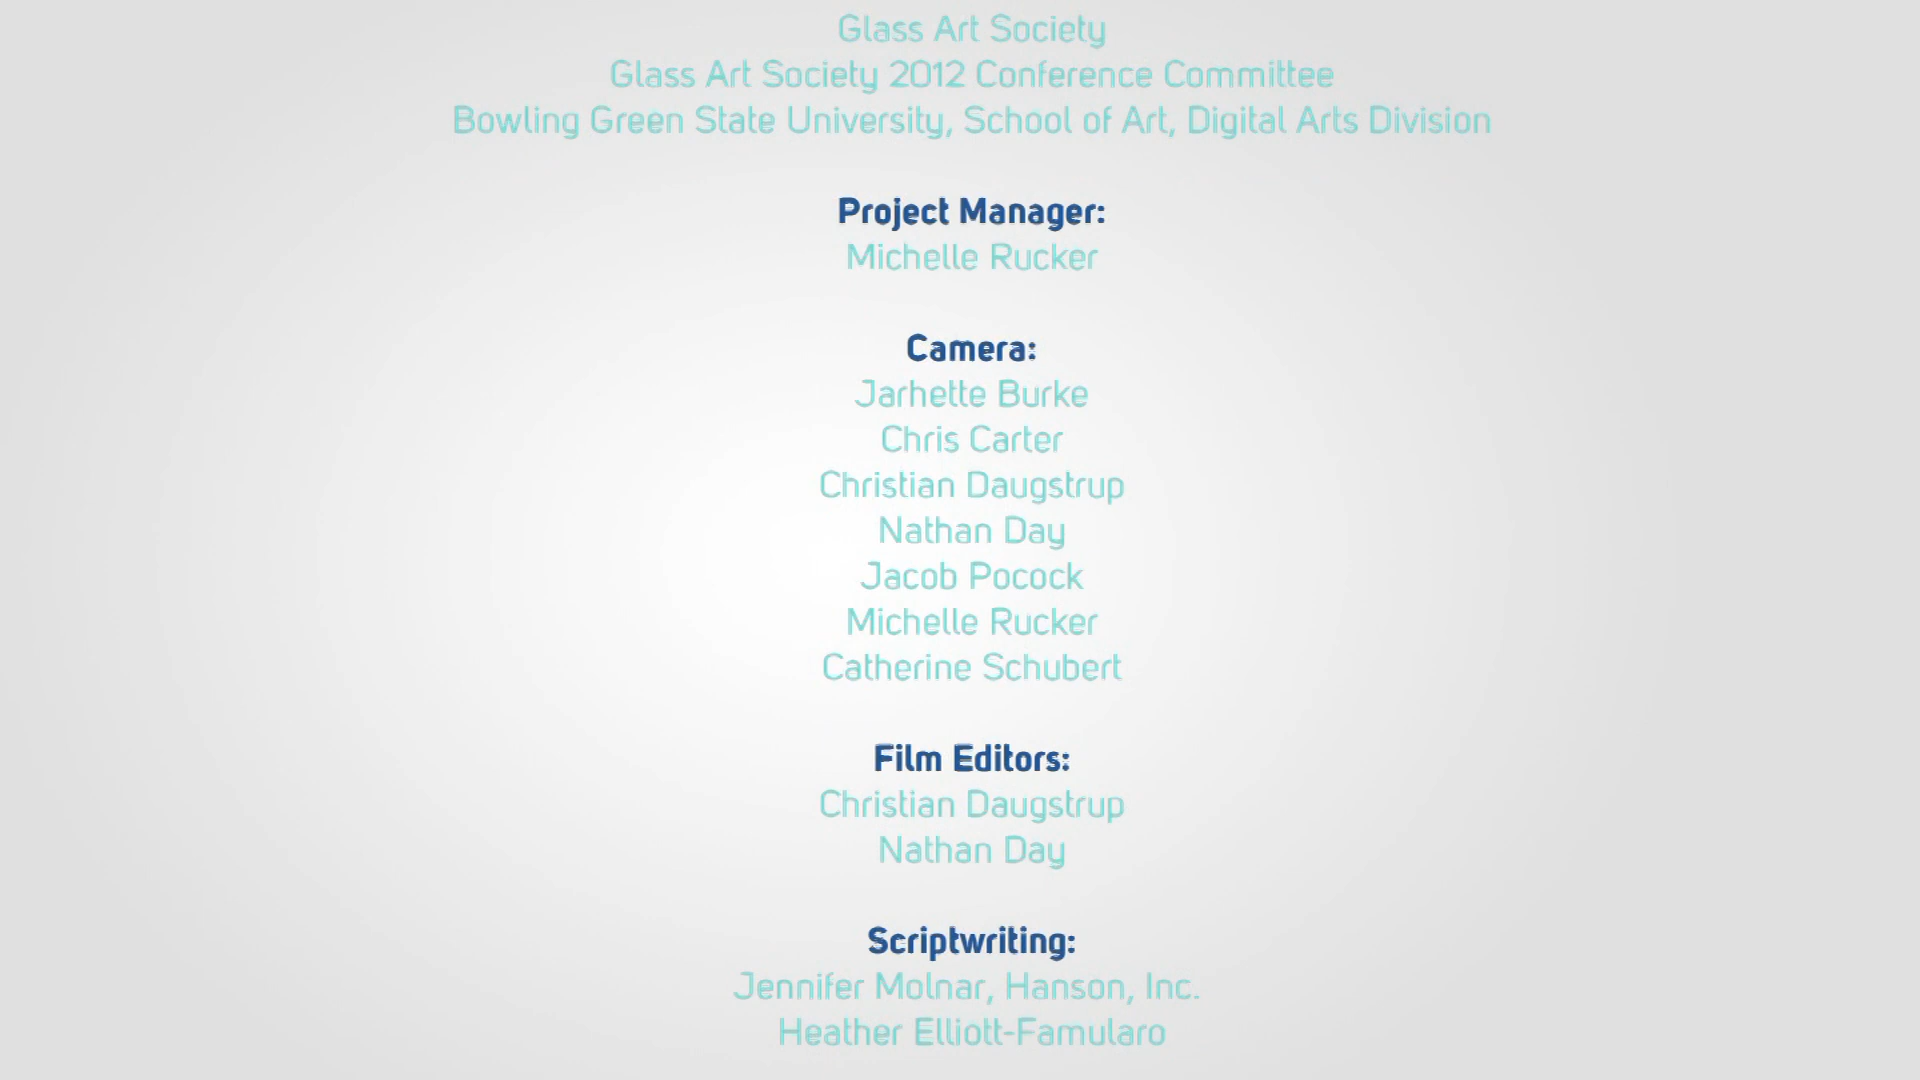 Glass Art Society
Glass Art Society 2012 Conference Committee
Bowling Green State University, School of Art, Digital Arts Division
Project Manager:
Michelle Rucker
Camera:
Jarhette Burke
Chris Carter
Christian Daugstrup
Nathan Day
Jacob Pocock
Michelle Rucker
Catherine Schubert
Film Editors:
Christian Daugstrup
Nathan Day
Scriptwriting:
Jennifer Molnar, Hanson, Inc.
Heather Elliott-Famularo